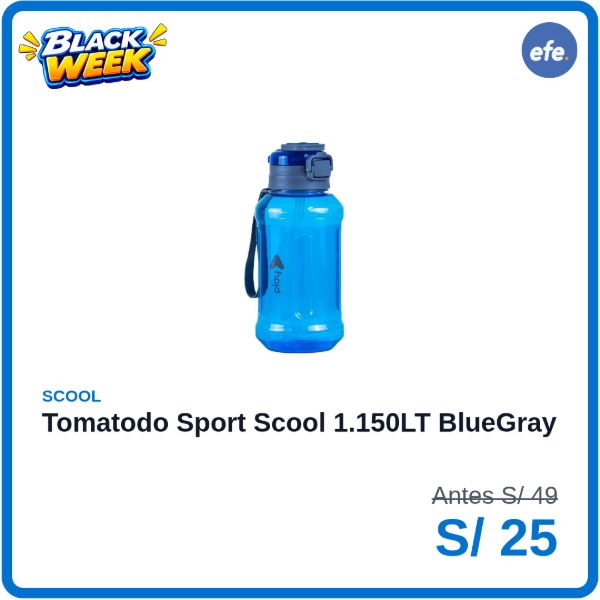 BLACK
WEEK
efe.
SCOOL
Tomatodo Sport Scool 1.150LT BlueGray
Antes S/ 49
S/ 25